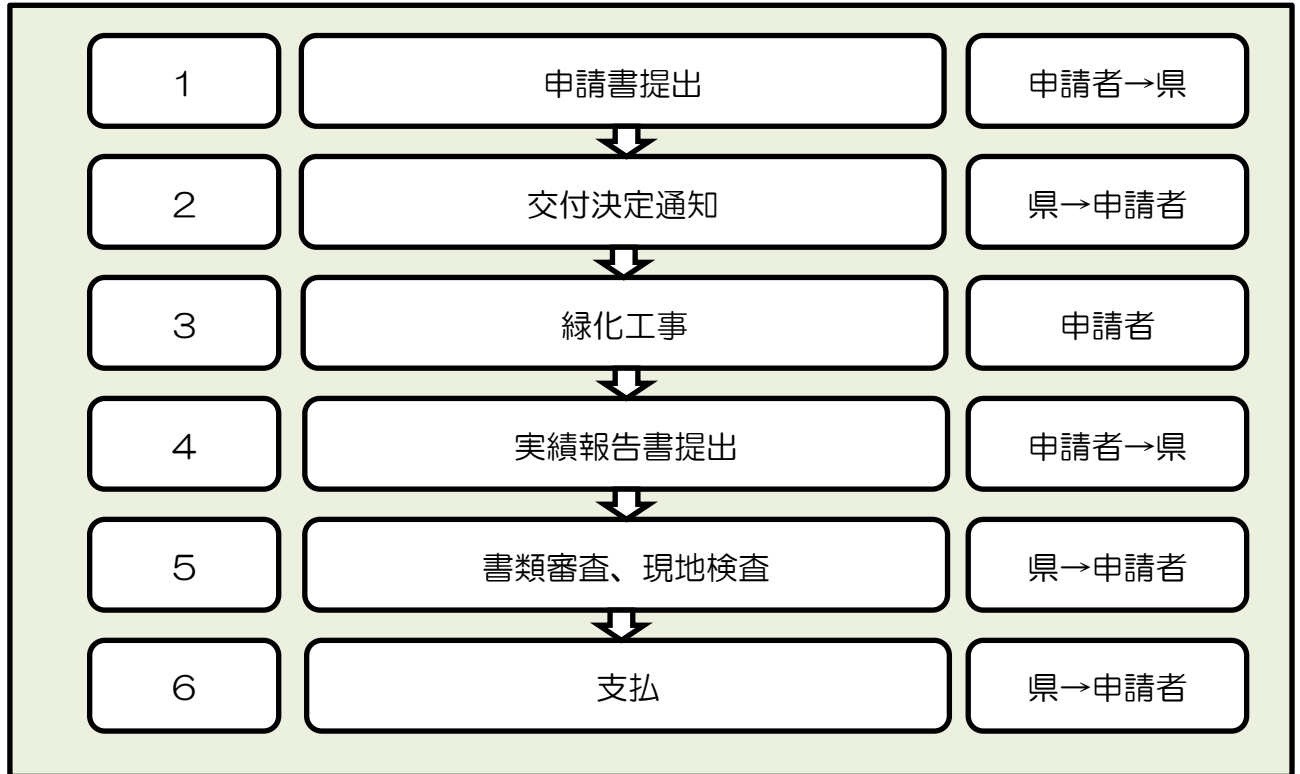 １ 申請書提出 申請者→県
２ 交付決定通知 県→申請者
３ 緑化工事 申請者
４ 実績報告書提出 申請者→県
５ 書類審査、現地検査 県→申請者
６ 支払 県→申請者